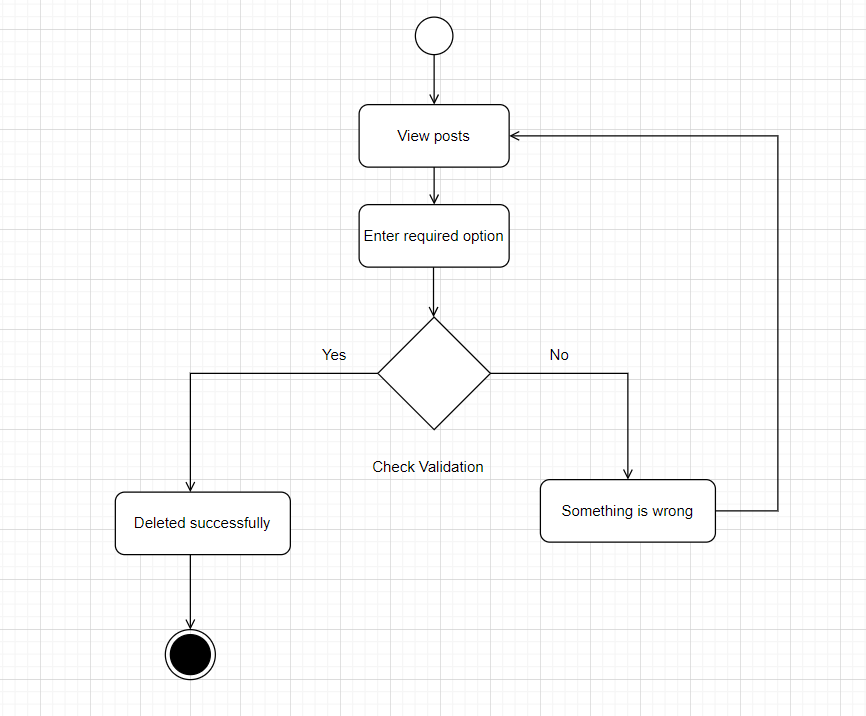 View posts
Enter required option
Yes
No
Check Validation
Something is wrong
Deleted successfully